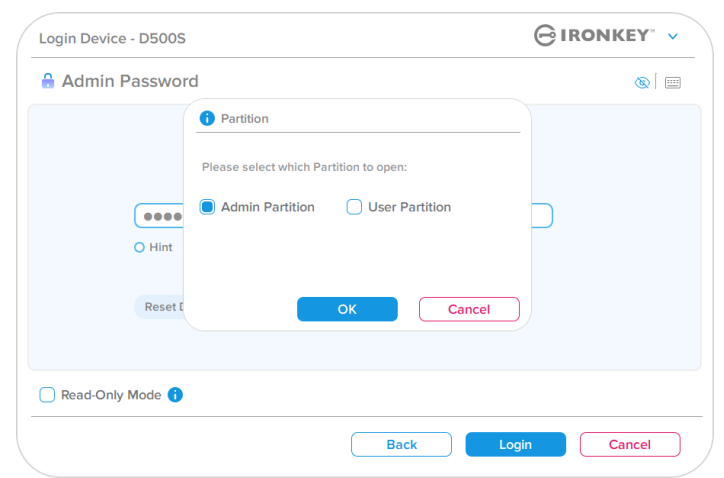 Login Device - D500S
IRONKEY™
Admin Password
Partition
Please select which Partition to open:
Admin Partition
User Partition
Hint
Reset D
OK
Cancel
Read-Only Mode
Back
Login
Cancel